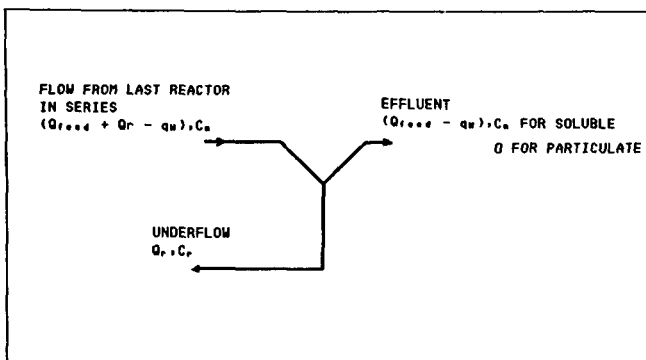 FLOW FROM LAST REACTOR
IN SERIES
(Qfeed + Qr - qw),Cn
EFFLUENT
(Qfeed - qw),Cn FOR SOLUBLE
0 FOR PARTICULATE
UNDERFLOW
Qr,Cr